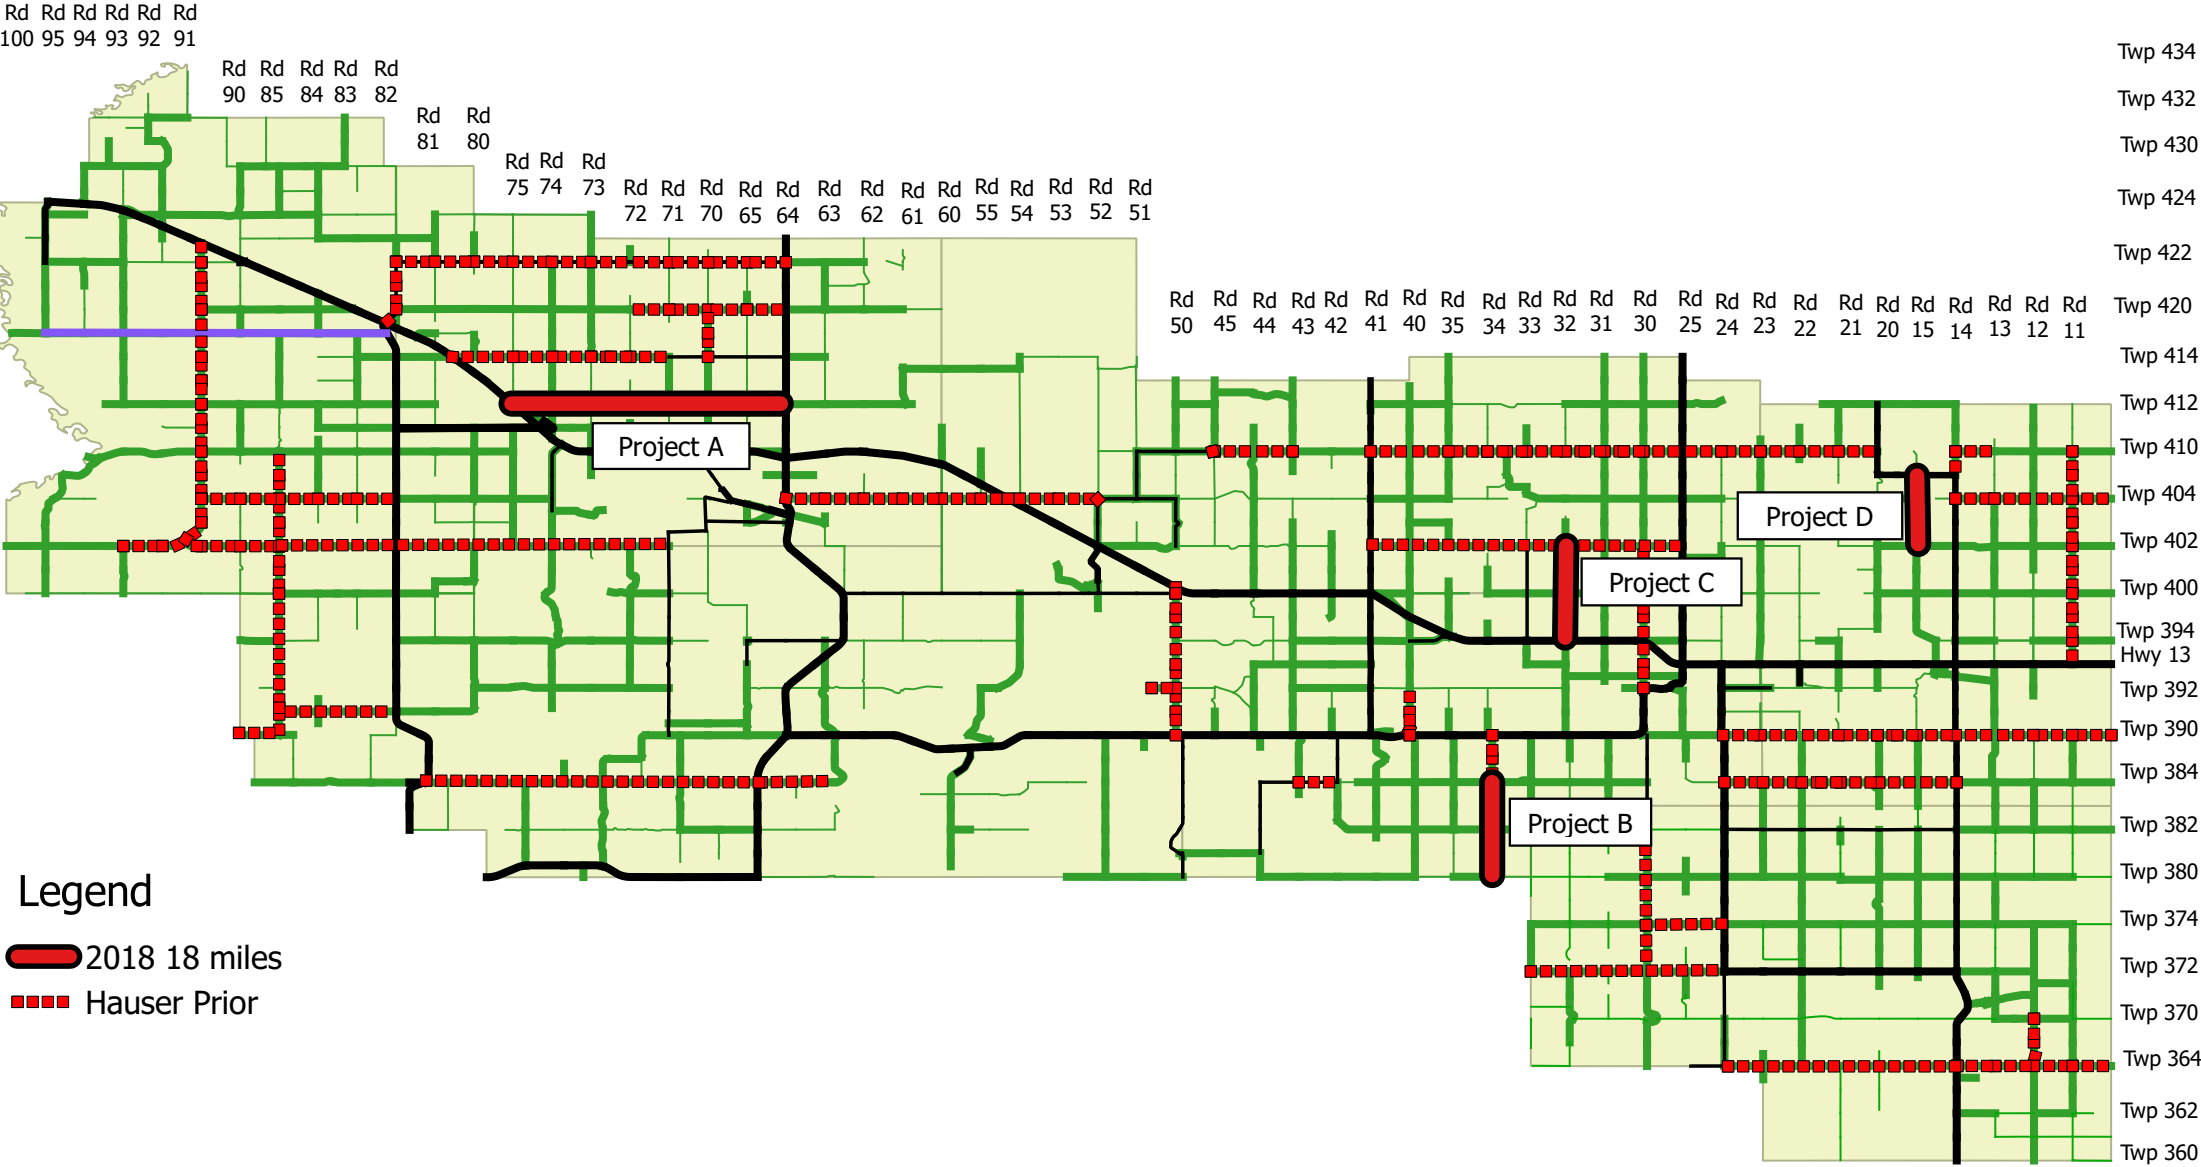 Rd Rd Rd Rd Rd Rd
100 95 94 93 92 91
Rd Rd Rd Rd Rd
90 85 84 83 82
Rd Rd
81 80
Rd Rd Rd
75 74 73
Rd Rd Rd Rd Rd Rd Rd Rd Rd Rd Rd Rd Rd Rd
72 71 70 65 64 63 62 61 60 55 54 53 52 51
Rd Rd Rd Rd Rd Rd Rd Rd Rd Rd Rd Rd Rd Rd Rd Rd Rd Rd Rd Rd Rd Rd Rd Rd
50 45 44 43 42 41 40 35 34 33 32 31 30 25 24 23 22 21 20 15 14 13 12 11
Twp 434
Twp 432
Twp 430
Twp 424
Twp 422
Twp 420
Twp 414
Twp 412
Twp 410
Twp 404
Twp 402
Twp 400
Twp 394
Hwy 13
Twp 392
Twp 390
Twp 384
Twp 382
Twp 380
Twp 374
Twp 372
Twp 370
Twp 364
Twp 362
Twp 360
Project A
Project D
Project C
Project B
Legend
2018 18 miles
Hauser Prior